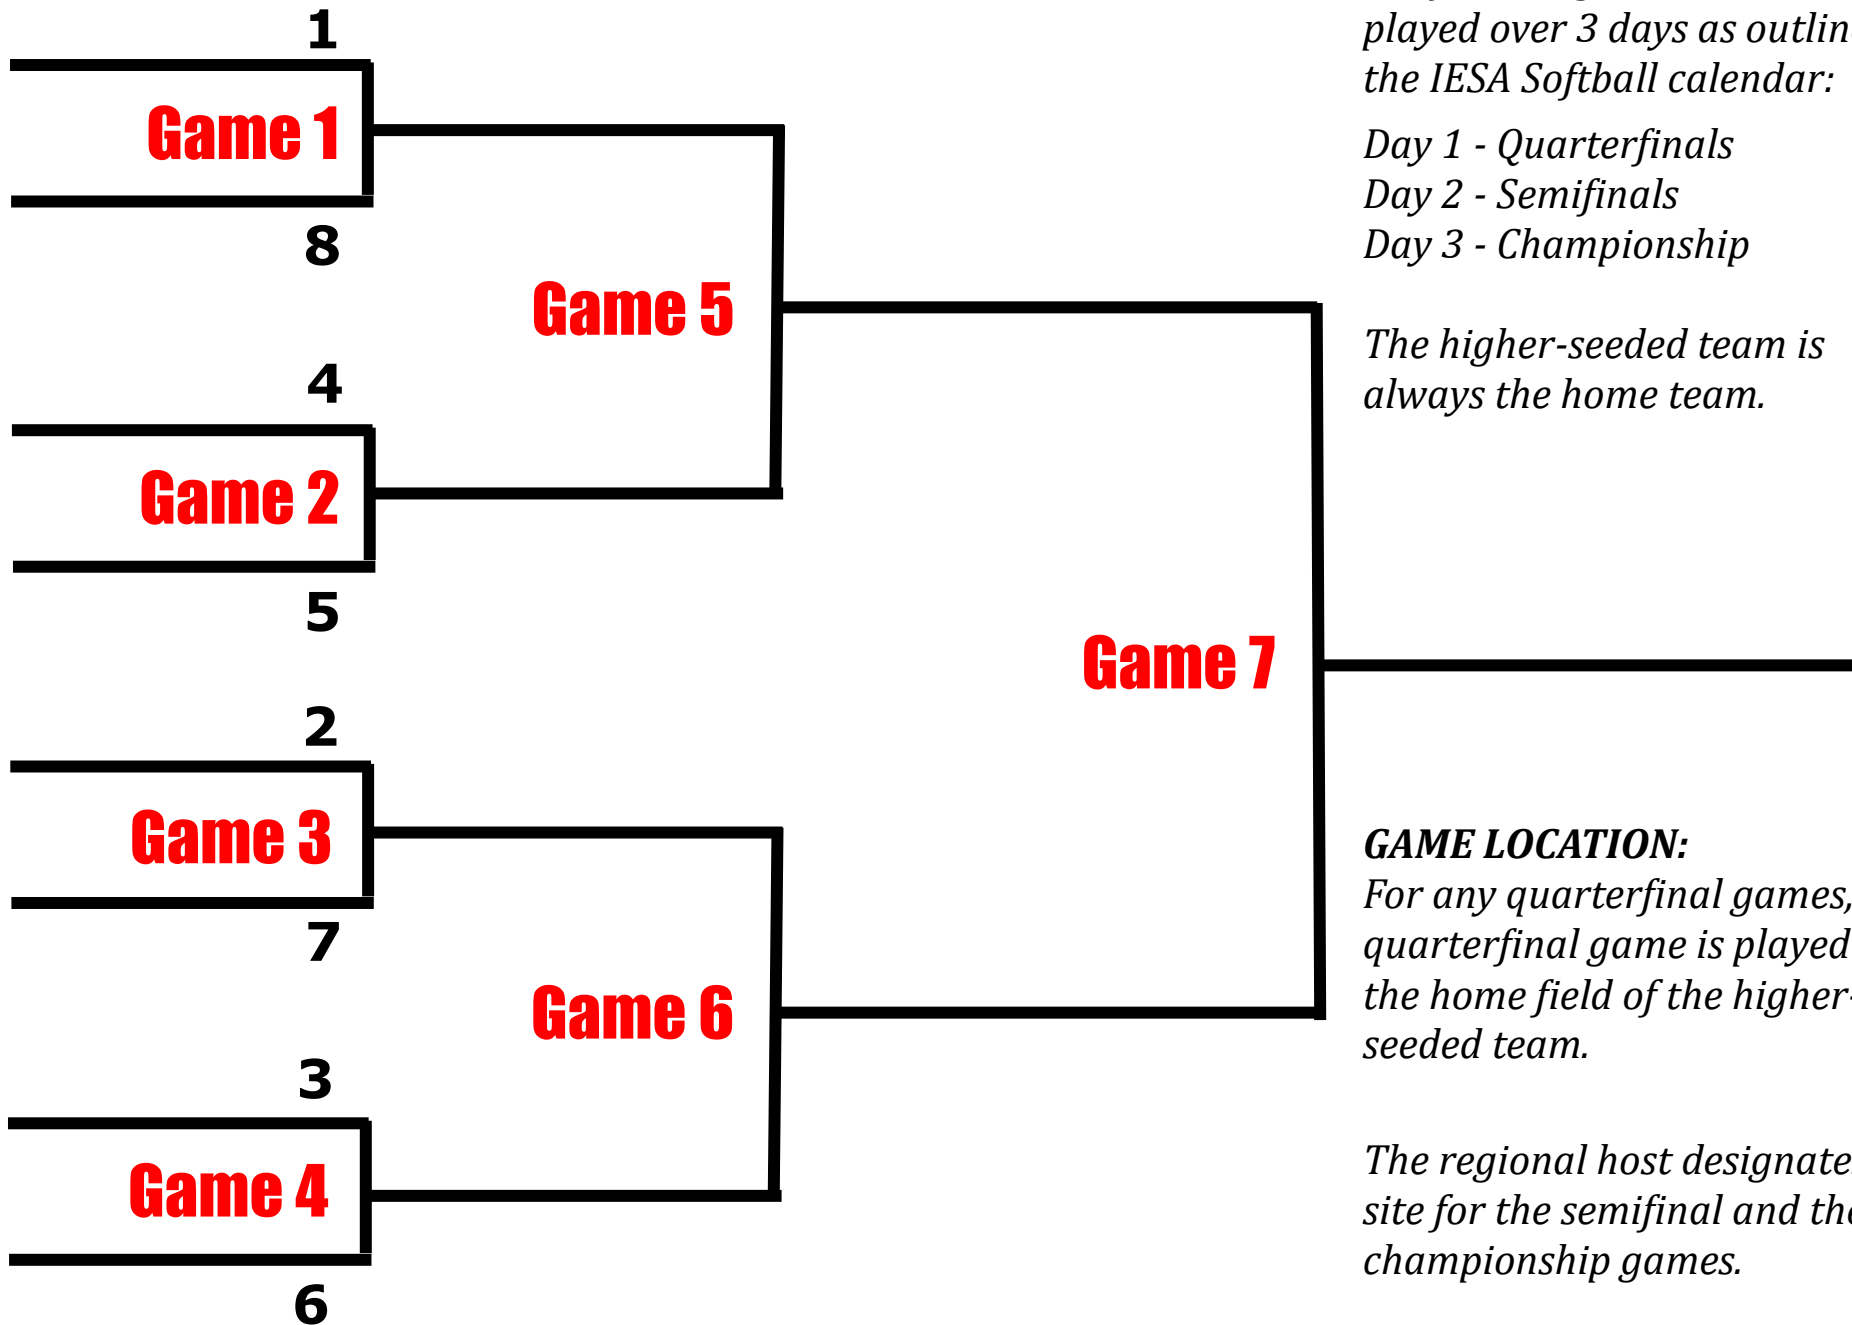 1
Game 1
8
Game 5
4
Game 2
5
Game 7
2
Game 3
7
Game 6
3
Game 4
6
played over 3 days as
the IESA Softball calendar:
Day 1 - Quarterfinals
Day 2 - Semifinals
Day 3 - Championship
The higher-seeded team is
always the home team.
GAME LOCATION:
For any quarterfinal games,
quarterfinal game is played
the home field of the higher-
seeded team.
The regional host
site for the semifinal and
championship games.